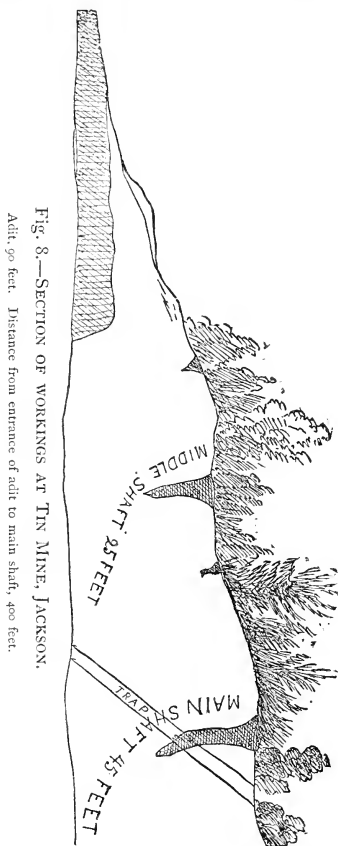 MIDDLE SHAFT 25 FEET
MAIN SHAFT 45 FEET
TRAP
Fig. 8.—SECTION OF WORKINGS AT TIN MINE, JACKSON.
Adit, 90 feet. Distance from entrance of adit to main shaft, 400 feet.